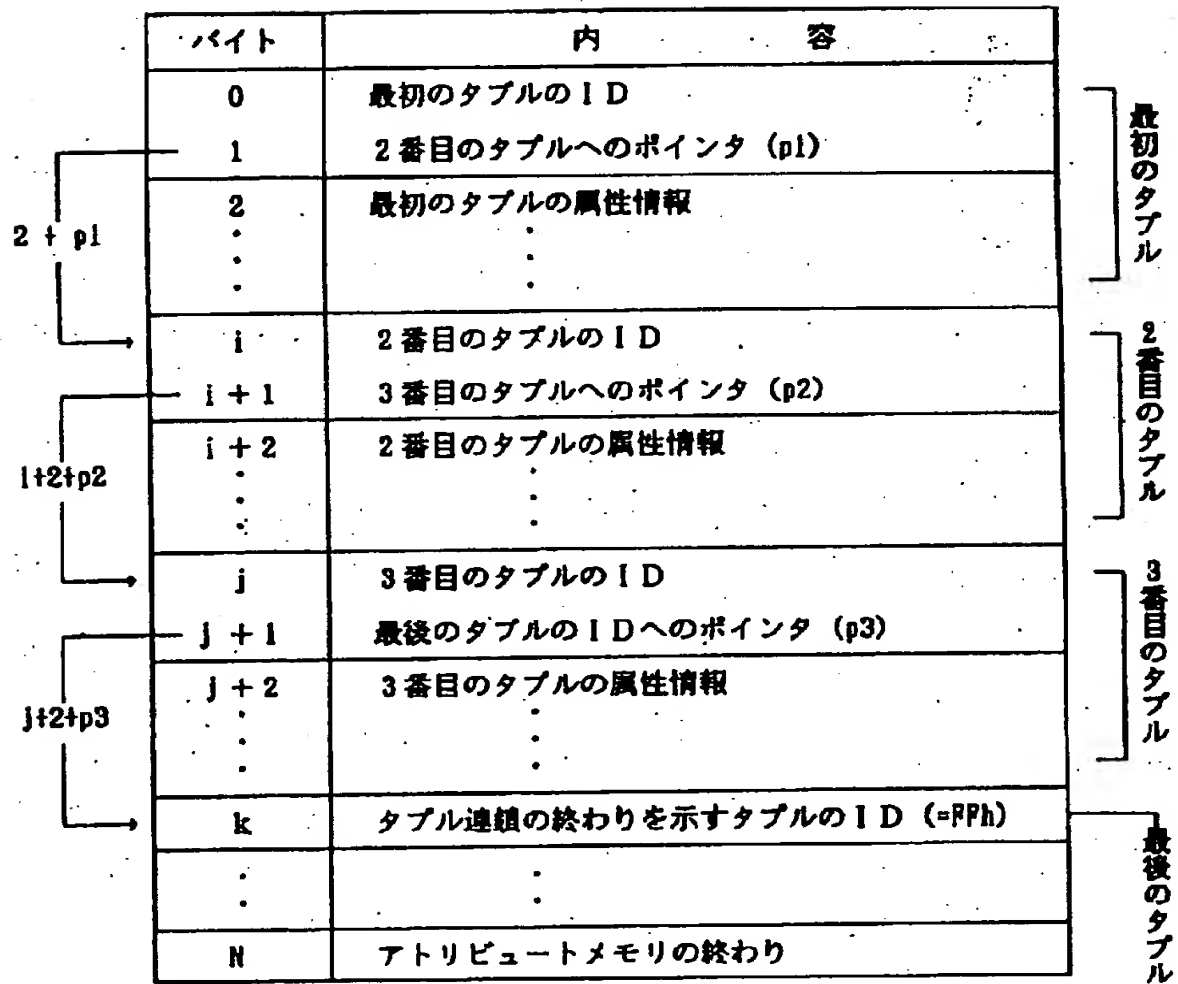 バイト 内容
0 最初のタプルのID
1 2番目のタプルへのポインタ (p1)
2 最初のタプルの属性情報
最初のタプル
2 + p1
i 2番目のタプルのID
i + 1 3番目のタプルへのポインタ (p2)
i + 2 2番目のタプルの属性情報
2番目のタプル
i+2+p2
j 3番目のタプルのID
j + 1 最後のタプルのIDへのポインタ (p3)
j + 2 3番目のタプルの属性情報
3番目のタプル
j+2+p3
k タプル連鎖の終わりを示すタプルのID (=FFh)
最後のタプル
N アトリビュートメモリの終わり